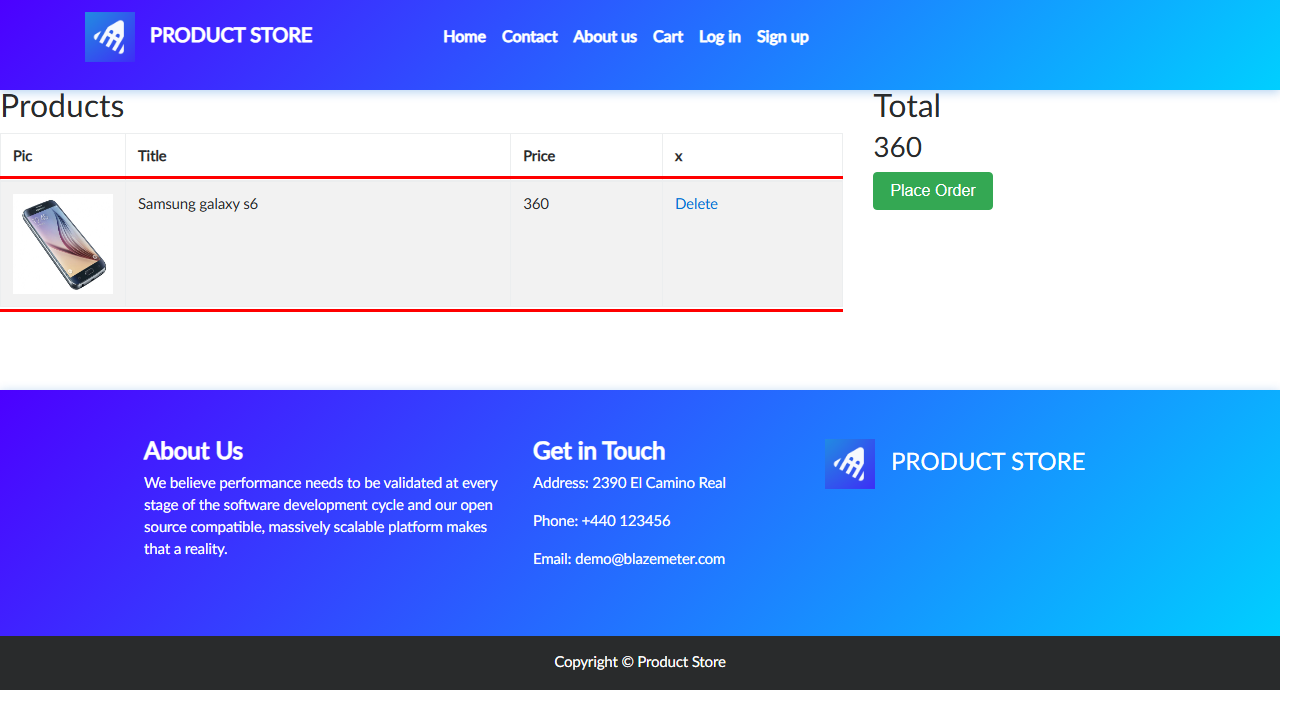 PRODUCT STORE
Home Contact About us Cart Log in Sign up
Products
Pic Title Price x
Samsung galaxy s6 360 Delete
Total
360
Place Order
About Us
We believe performance needs to be validated at every
stage of the software development cycle and our open
source compatible, massively scalable platform makes
that a reality.
Get in Touch
Address: 2390 El Camino Real
Phone: +440 123456
Email: demo@blazemeter.com
PRODUCT STORE
Copyright © Product Store